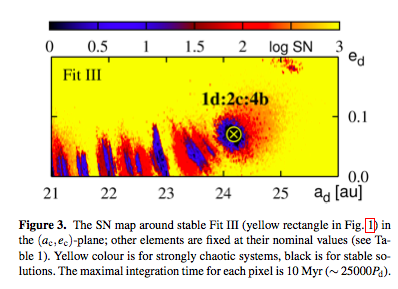 0 0.5 1 1.5 2 log SN 3
Fit III
e_d
1d:2c:4b
0.1
0.0
21 22 23 24 25 a_d [au]
Figure 3. The SN map around stable Fit III (yellow rectangle in Fig. 1) in
the (a_c, e_c)-plane; other elements are fixed at their nominal values (see Ta-
ble 1). Yellow colour is for strongly chaotic systems, black is for stable so-
lutions. The maximal integration time for each pixel is 10 Myr (∼ 25000P_d).